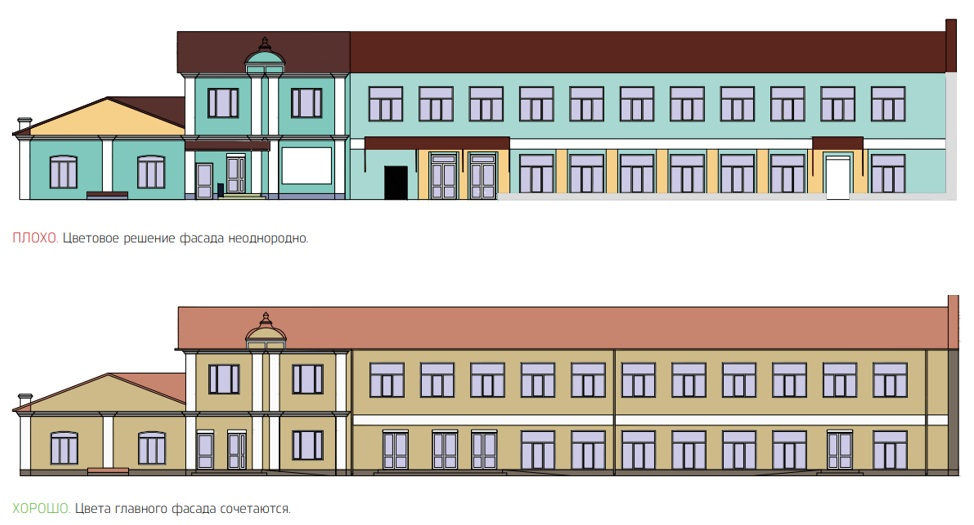 ПЛОХО. Цветовое решение фасада неоднородно.
ХОРОШО. Цвета главного фасада сочетаются.